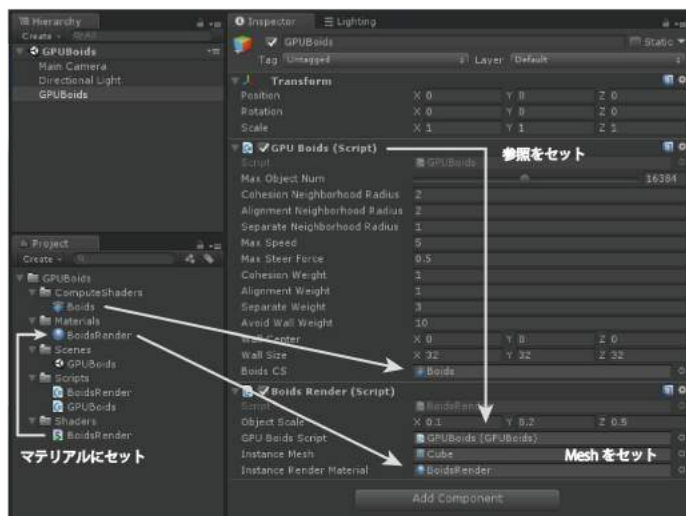 Hierarchy
Create
GPUBoids
Main Camera
Directional Light
GPUBoids
Project
Create
GPUBoids
ComputeShaders
Boids
Materials
BoidsRender
Scenes
GPUBoids
Scripts
BoidsRender
GPUBoids
Shaders
BoidsRender
マテリアルにセット
Inspector Lighting
GPUBoids Static
Tag Untagged Layer Default
Transform
Position X 0 Y 0 Z 0
Rotation X 0 Y 0 Z 0
Scale X 1 Y 1 Z 1
GPU Boids (Script)
参照をセット
Script GPUBoids
Max Object Num 16384
Cohesion Neighborhood Radius 2
Alignment Neighborhood Radius 2
Separate Neighborhood Radius 1
Max Speed 5
Max Steer Force 0.5
Cohesion Weight 1
Alignment Weight 1
Separate Weight 3
Avoid Wall Weight 10
Wall Center X 0 Y 0 Z 0
Wall Size X 32 Y 32 Z 32
Boids CS Boids
Boids Render (Script)
Script BoidsRender
Object Scale X 0.1 Y 0.2 Z 0.5
GPU Boids Script GPUBoids (GPUBoids)
Instance Mesh Cube Mesh をセット
Instance Render Material BoidsRender
Add Component